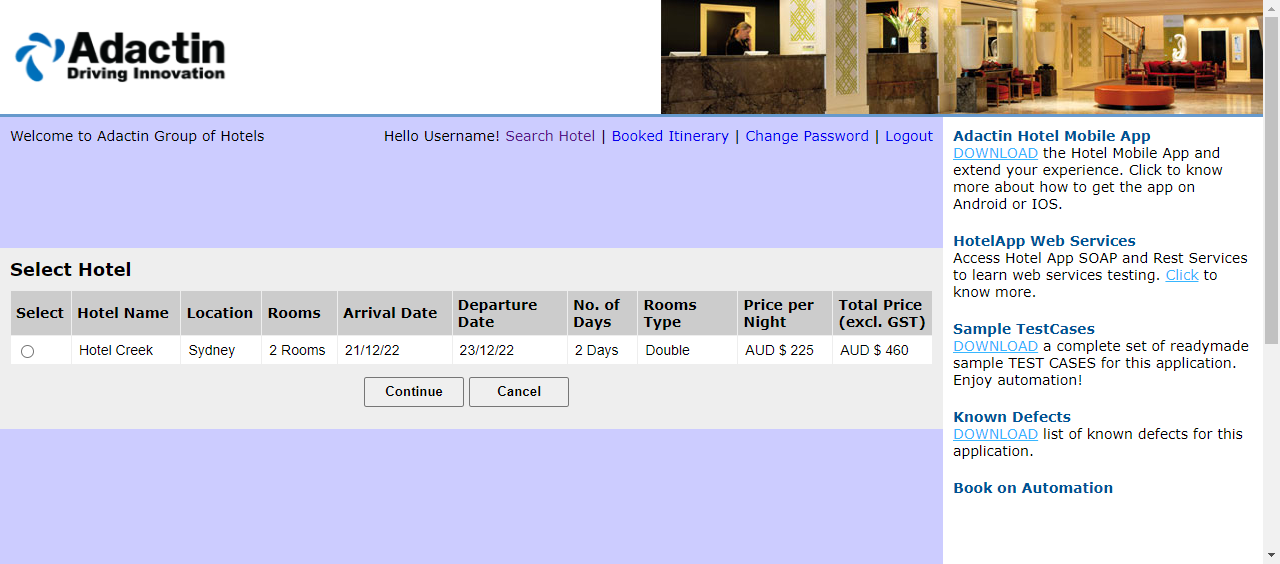 Adactin
Driving Innovation
Welcome to Adactin Group of Hotels
Hello Username! Search Hotel | Booked Itinerary | Change Password | Logout
Select Hotel
Select Hotel Name Location Rooms Arrival Date Departure Date No. of Days Rooms Type Price per Night Total Price (excl. GST)
Hotel Creek Sydney 2 Rooms 21/12/22 23/12/22 2 Days Double AUD $ 225 AUD $ 460
Continue Cancel
Adactin Hotel Mobile App
DOWNLOAD the Hotel Mobile App and
extend your experience. Click to know
more about how to get the app on
Android or IOS.
HotelApp Web Services
Access Hotel App SOAP and Rest Services
to learn web services testing. Click to
know more.
Sample TestCases
DOWNLOAD a complete set of readymade
sample TEST CASES for this application.
Enjoy automation!
Known Defects
DOWNLOAD list of known defects for this
application.
Book on Automation